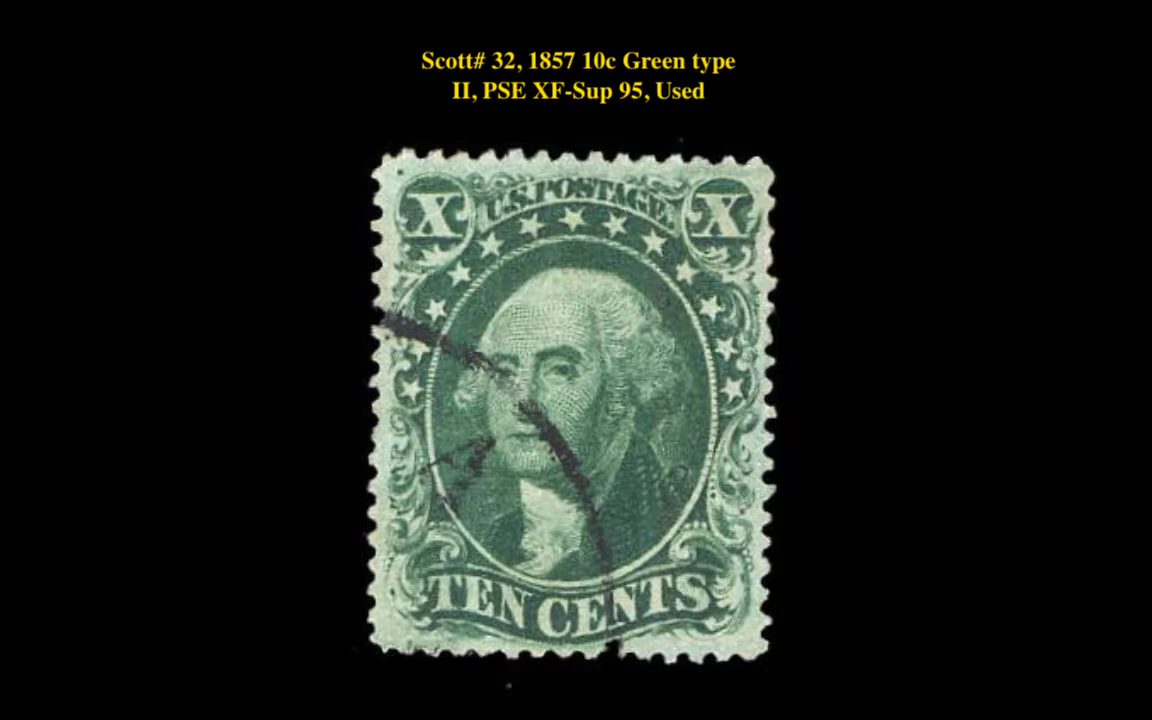 Scott# 32, 1857 10c Green type
II, PSE XF-Sup 95, Used
X U.S. POSTAGE. X
TEN CENTS
A